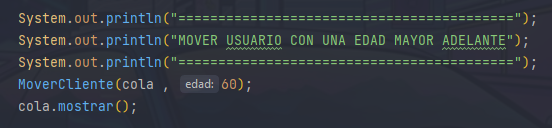 System.out.println("===========================================");
System.out.println("MOVER USUARIO CON UNA EDAD MAYOR ADELANTE");
System.out.println("===========================================");
MoverCliente(cola , edad: 60);
cola.mostrar();